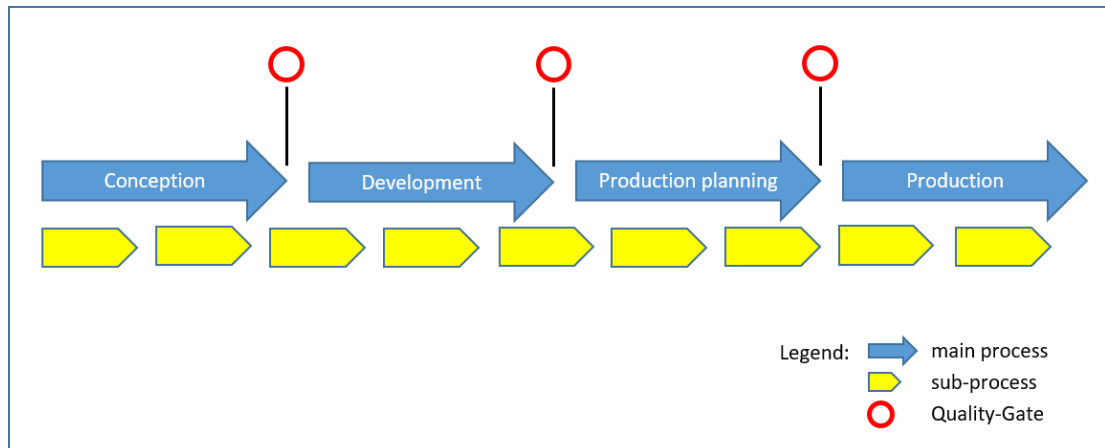 Conception
Development
Production planning
Production
Legend:
main process
sub-process
Quality-Gate